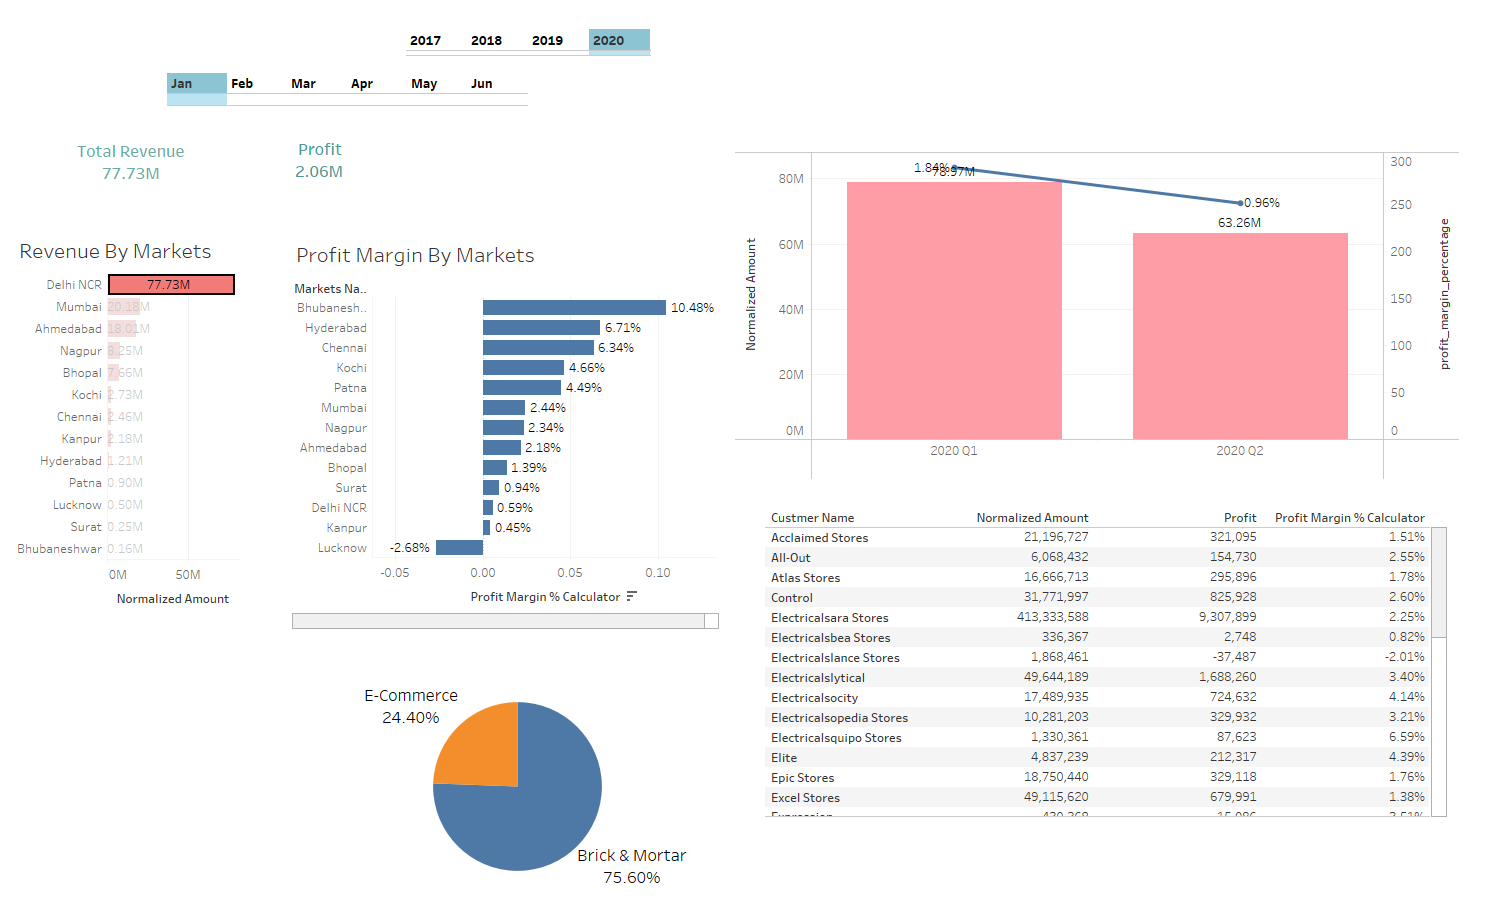 2017 2018 2019 2020
Jan Feb Mar Apr May Jun
Total Revenue
77.73M
Profit
2.06M
Revenue By Markets
Delhi NCR 77.73M
Mumbai 20.18M
Ahmedabad 18.01M
Nagpur 8.25M
Bhopal 7.66M
Kochi 2.73M
Chennai 2.46M
Kanpur 2.18M
Hyderabad 1.21M
Patna 0.90M
Lucknow 0.50M
Surat 0.25M
Bhubaneshwar 0.16M
0M 50M
Normalized Amount
Profit Margin By Markets
Markets Na..
Bhubanesh.. 10.48%
Hyderabad 6.71%
Chennai 6.34%
Kochi 4.66%
Patna 4.49%
Mumbai 2.44%
Nagpur 2.34%
Ahmedabad 2.18%
Bhopal 1.39%
Surat 0.94%
Delhi NCR 0.59%
Kanpur 0.45%
Lucknow -2.68%
-0.05 0.00 0.05 0.10
Profit Margin % Calculator
E-Commerce
24.40%
Brick & Mortar
75.60%
Normalized Amount
80M
60M
40M
20M
0M
1.84%
78.97M
0.96%
63.26M
300
250
200
150
100
50
0
profit_margin_percentage
2020 Q1 2020 Q2
Custmer Name Normalized Amount Profit Profit Margin % Calculator
Acclaimed Stores 21,196,727 321,095 1.51%
All-Out 6,068,432 154,730 2.55%
Atlas Stores 16,666,713 295,896 1.78%
Control 31,771,997 825,928 2.60%
Electricalsara Stores 413,333,588 9,307,899 2.25%
Electricalsbea Stores 336,367 2,748 0.82%
Electricalslance Stores 1,868,461 -37,487 -2.01%
Electricalslytical 49,644,189 1,688,260 3.40%
Electricalsocity 17,489,935 724,632 4.14%
Electricalsopedia Stores 10,281,203 329,932 3.21%
Electricalsquipo Stores 1,330,361 87,623 6.59%
Elite 4,837,239 212,317 4.39%
Epic Stores 18,750,440 329,118 1.76%
Excel Stores 49,115,620 679,991 1.38%